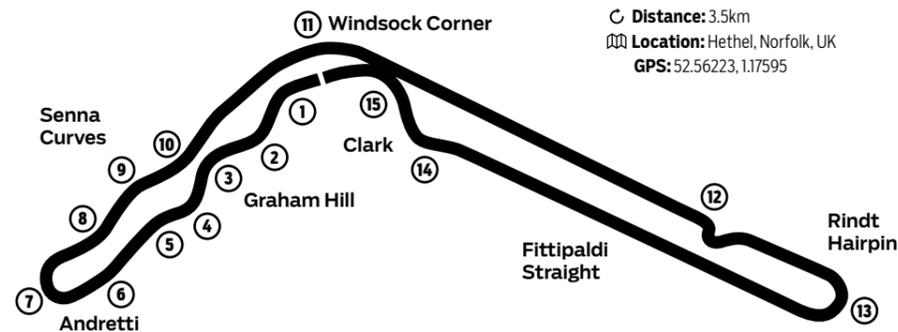 11 Windsock Corner
Distance: 3.5km
Location: Hethel, Norfolk, UK
GPS: 52.56223, 1.17595
Senna
Curves
10
9
8
7
6
Andretti
5
4
3
2
1
Graham Hill
15
Clark
14
12
Rindt
Hairpin
Fittipaldi
Straight
13